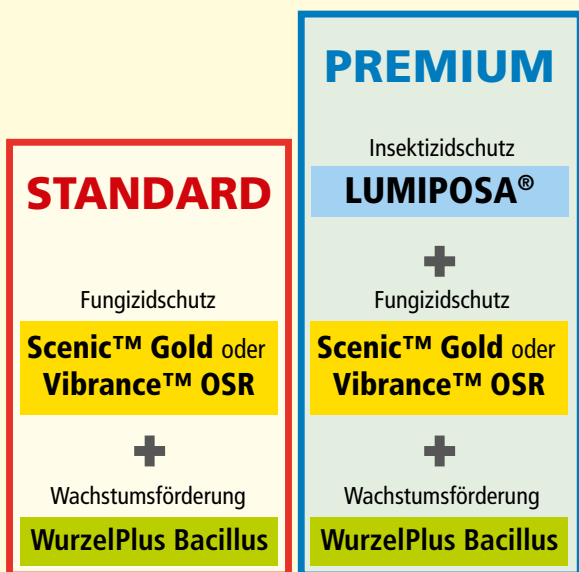 STANDARD
Fungizidschutz
Scenic™ Gold oder
Vibrance™ OSR
+
Wachstumsförderung
WurzelPlus Bacillus
PREMIUM
Insektizidschutz
LUMIPOSA®
+
Fungizidschutz
Scenic™ Gold oder
Vibrance™ OSR
+
Wachstumsförderung
WurzelPlus Bacillus